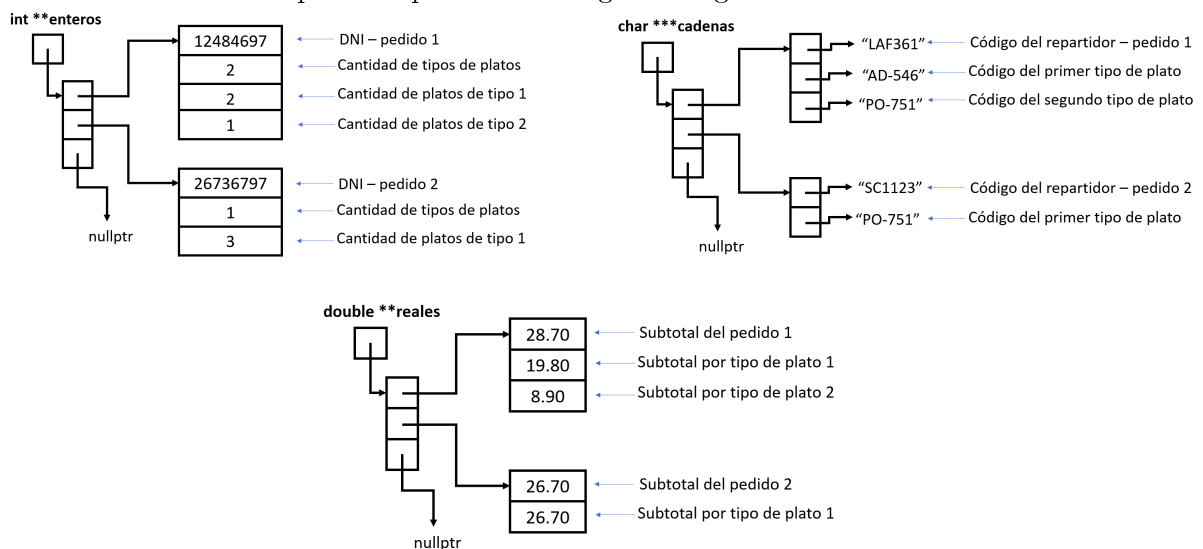 int **enteros
12484697
DNI – pedido 1
2
Cantidad de tipos de platos
2
Cantidad de platos de tipo 1
1
Cantidad de platos de tipo 2
26736797
DNI – pedido 2
1
Cantidad de tipos de platos
3
Cantidad de platos de tipo 1
nullptr
char ***cadenas
“LAF361”
Código del repartidor – pedido 1
“AD-546”
Código del primer tipo de plato
“PO-751”
Código del segundo tipo de plato
“SC1123”
Código del repartidor – pedido 2
“PO-751”
Código del primer tipo de plato
nullptr
double **reales
28.70
Subtotal del pedido 1
19.80
Subtotal por tipo de plato 1
8.90
Subtotal por tipo de plato 2
26.70
Subtotal del pedido 2
26.70
Subtotal por tipo de plato 1
nullptr